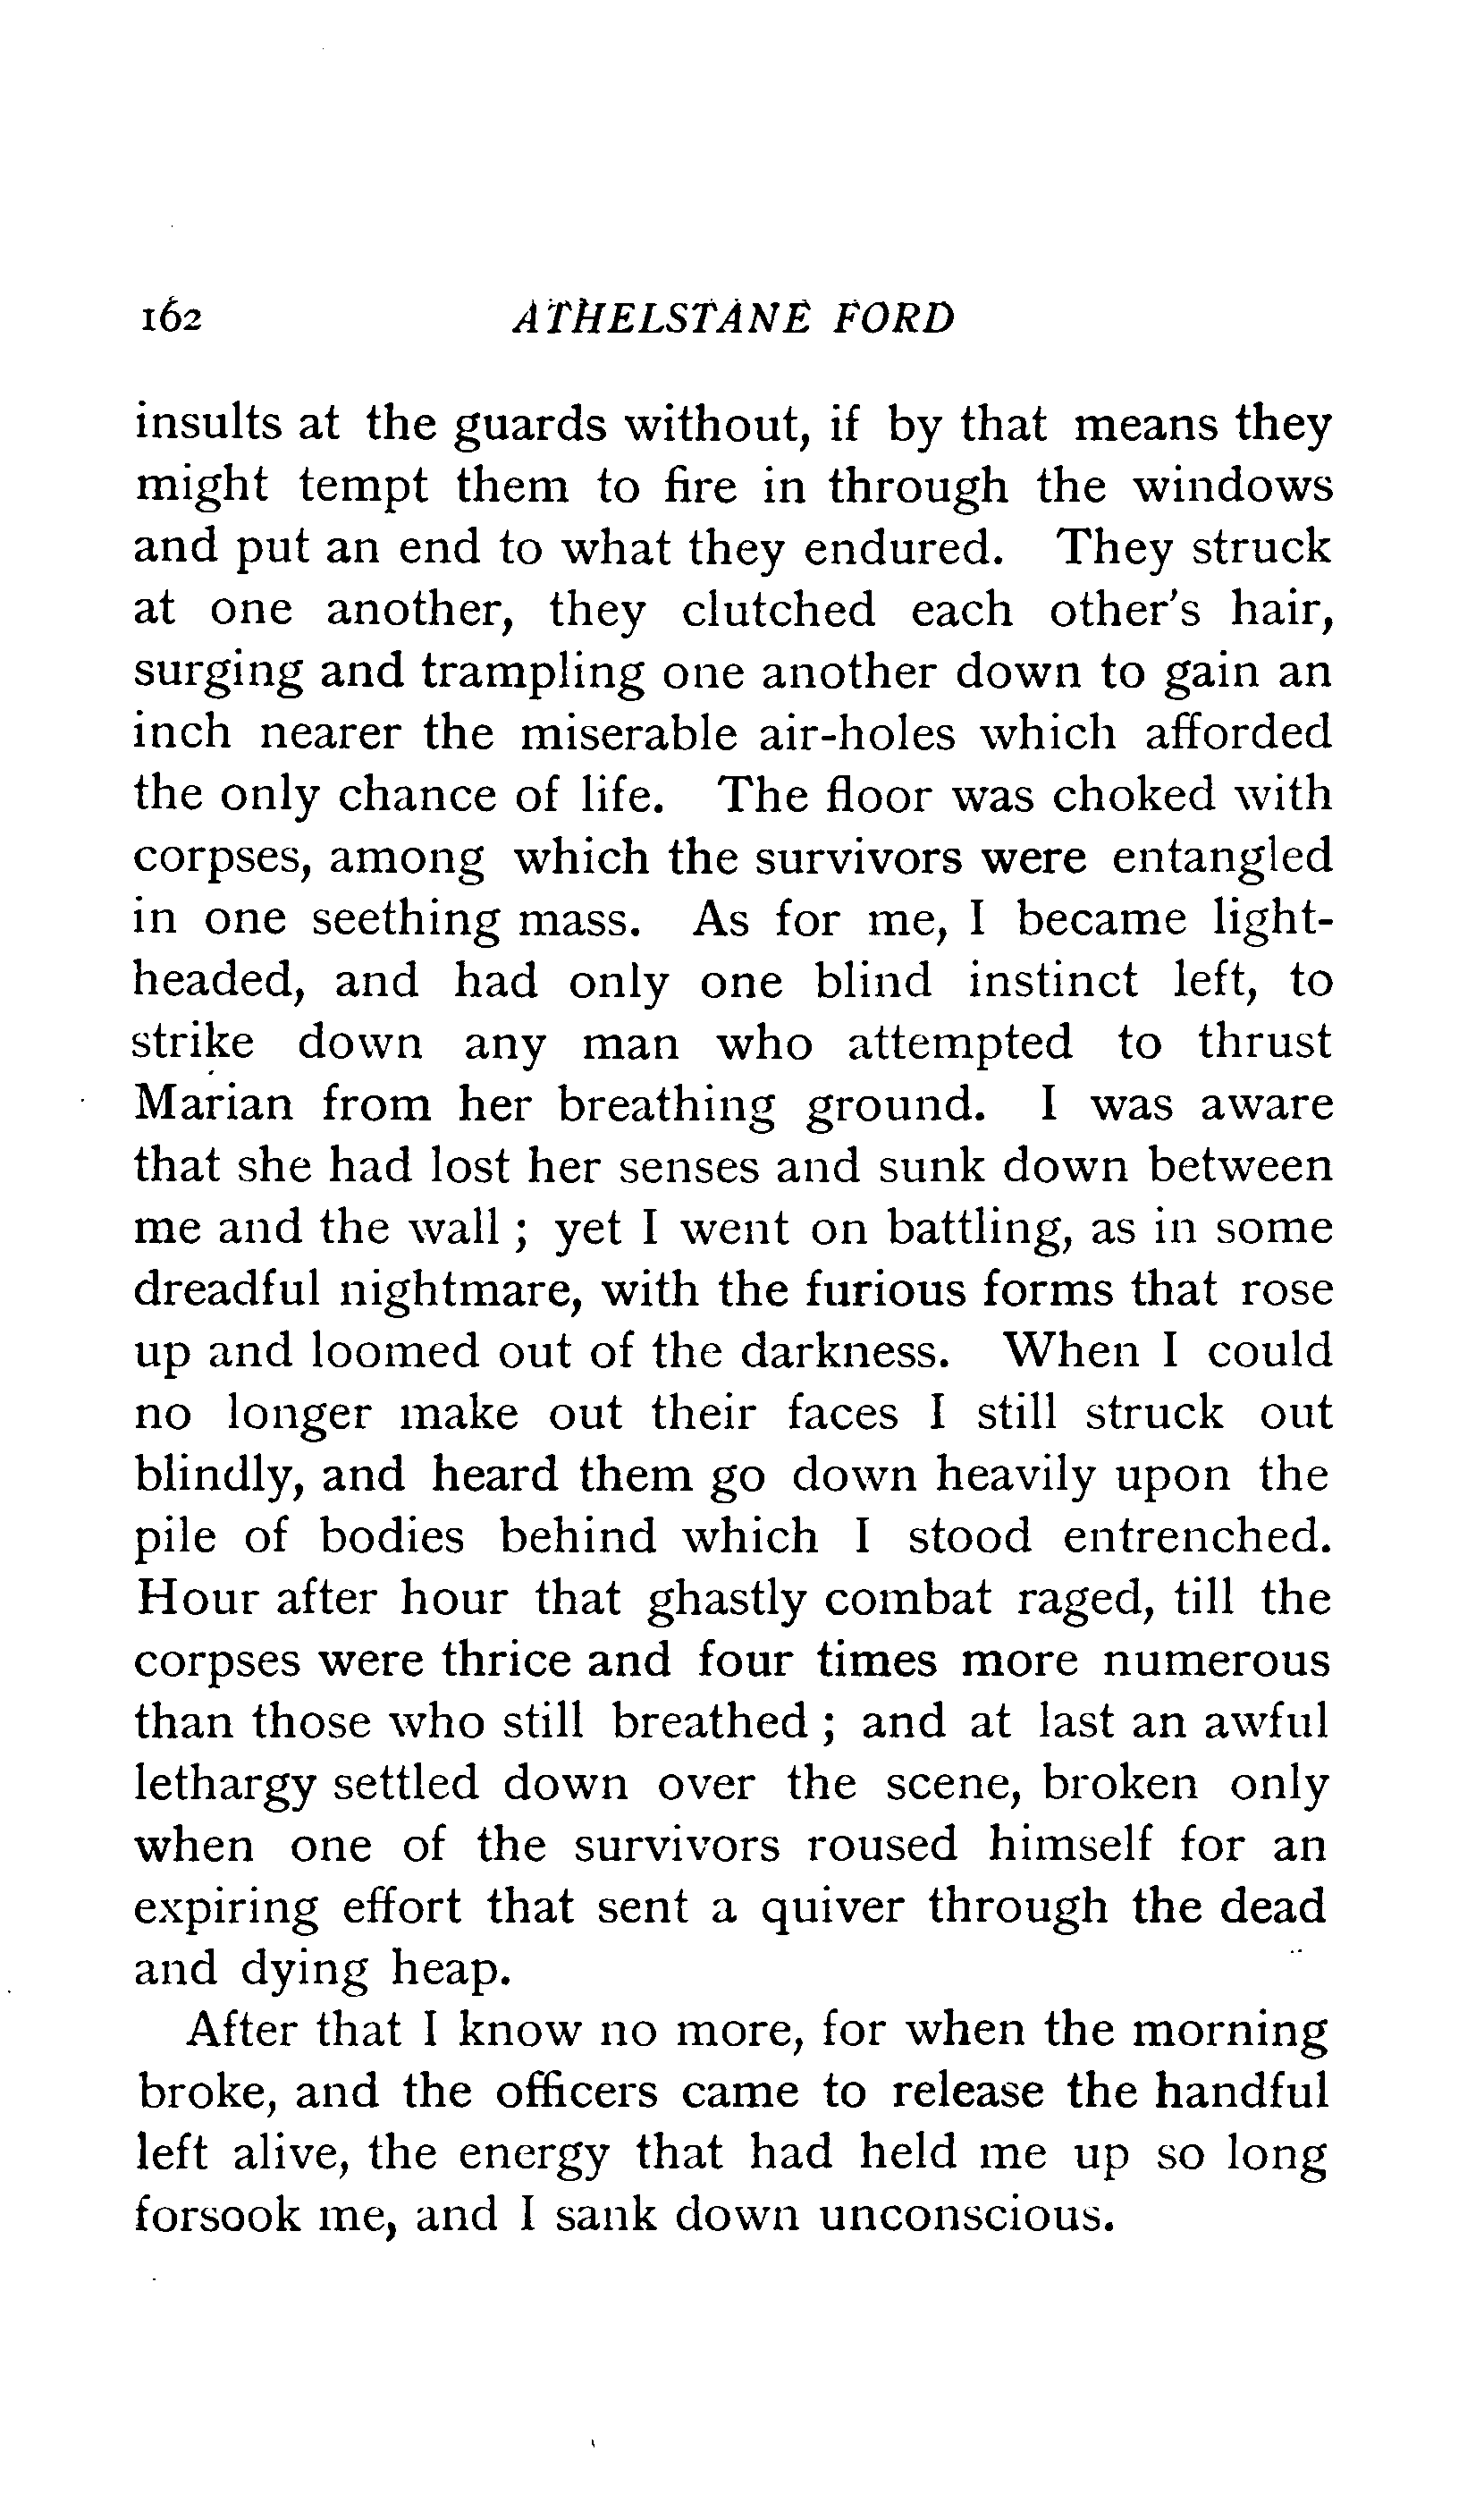 162 ATHELSTANE FORD
insults at the guards without, if by that means they
might tempt them to fire in through the windows
and put an end to what they endured. They struck
at one another, they clutched each other's hair,
surging and trampling one another down to gain an
inch nearer the miserable air-holes which afforded
the only chance of life. The floor was choked with
corpses, among which the survivors were entangled
in one seething mass. As for me, I became light-
headed, and had only one blind instinct left, to
strike down any man who attempted to thrust
Marian from her breathing ground. I was aware
that she had lost her senses and sunk down between
me and the wall ; yet I went on battling, as in some
dreadful nightmare, with the furious forms that rose
up and loomed out of the darkness. When I could
no longer make out their faces I still struck out
blindly, and heard them go down heavily upon the
pile of bodies behind which I stood entrenched.
Hour after hour that ghastly combat raged, till the
corpses were thrice and four times more numerous
than those who still breathed ; and at last an awful
lethargy settled down over the scene, broken only
when one of the survivors roused himself for an
expiring effort that sent a quiver through the dead
and dying heap.
After that I know no more, for when the morning
broke, and the officers came to release the handful
left alive, the energy that had held me up so long
forsook me, and I sank down unconscious.